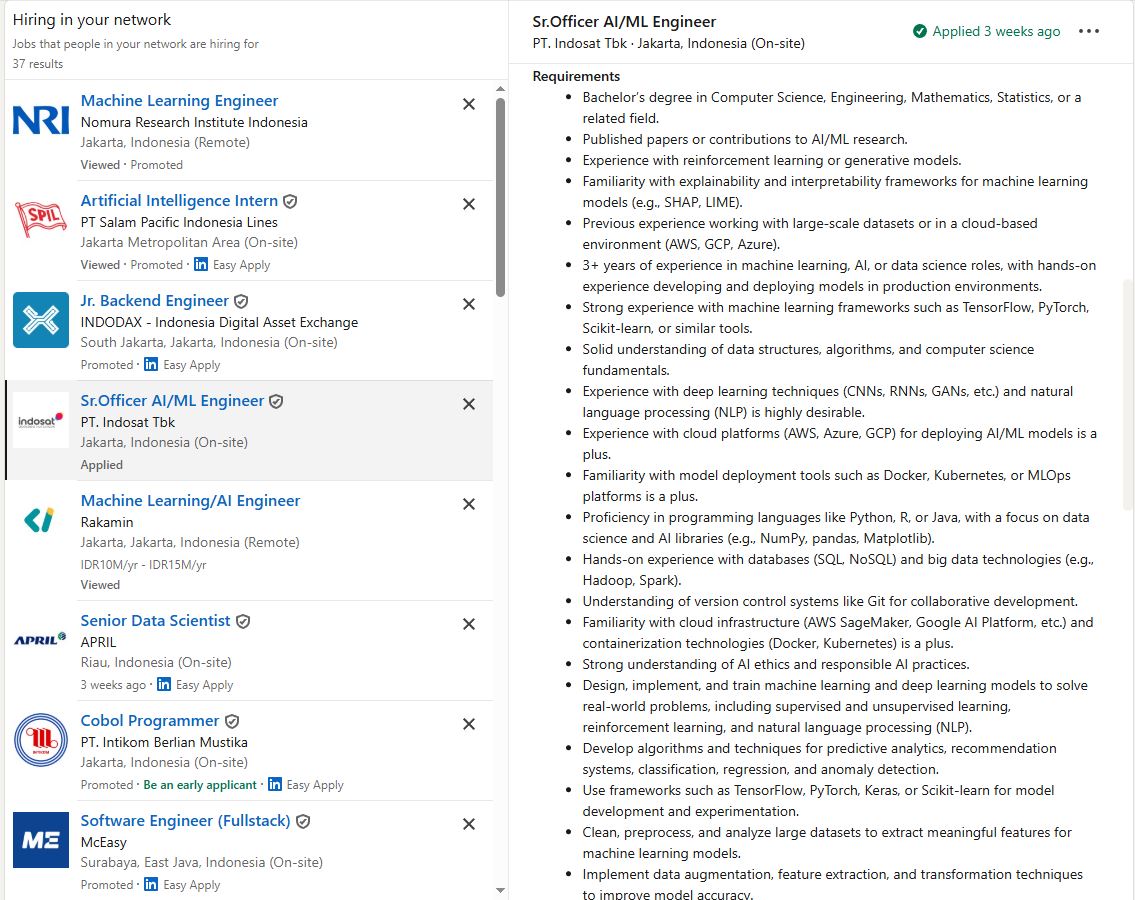 Hiring in your network
Jobs that people in your network are hiring for
37 results
NRI
Machine Learning Engineer
Nomura Research Institute Indonesia
Jakarta, Indonesia (Remote)
Viewed · Promoted
SPIL
Artificial Intelligence Intern
PT Salam Pacific Indonesia Lines
Jakarta Metropolitan Area (On-site)
Viewed · Promoted · in Easy Apply
Jr. Backend Engineer
INDODAX - Indonesia Digital Asset Exchange
South Jakarta, Jakarta, Indonesia (On-site)
Promoted · in Easy Apply
indosat
Sr.Officer AI/ML Engineer
PT. Indosat Tbk
Jakarta, Indonesia (On-site)
Applied
Machine Learning/AI Engineer
Rakamin
Jakarta, Jakarta, Indonesia (Remote)
IDR10M/yr - IDR15M/yr
Viewed
APRIL
Senior Data Scientist
APRIL
Riau, Indonesia (On-site)
3 weeks ago · in Easy Apply
INTIKOM
Cobol Programmer
PT. Intikom Berlian Mustika
Jakarta, Indonesia (On-site)
Promoted · Be an early applicant · in Easy Apply
ME
Software Engineer (Fullstack)
McEasy
Surabaya, East Java, Indonesia (On-site)
Promoted · in Easy Apply
Sr.Officer AI/ML Engineer
PT. Indosat Tbk · Jakarta, Indonesia (On-site)
Applied 3 weeks ago
Requirements
• Bachelor's degree in Computer Science, Engineering, Mathematics, Statistics, or a
related field.
• Published papers or contributions to AI/ML research.
• Experience with reinforcement learning or generative models.
• Familiarity with explainability and interpretability frameworks for machine learning
models (e.g., SHAP, LIME).
• Previous experience working with large-scale datasets or in a cloud-based
environment (AWS, GCP, Azure).
• 3+ years of experience in machine learning, AI, or data science roles, with hands-on
experience developing and deploying models in production environments.
• Strong experience with machine learning frameworks such as TensorFlow, PyTorch,
Scikit-learn, or similar tools.
• Solid understanding of data structures, algorithms, and computer science
fundamentals.
• Experience with deep learning techniques (CNNs, RNNs, GANs, etc.) and natural
language processing (NLP) is highly desirable.
• Experience with cloud platforms (AWS, Azure, GCP) for deploying AI/ML models is a
plus.
• Familiarity with model deployment tools such as Docker, Kubernetes, or MLOps
platforms is a plus.
• Proficiency in programming languages like Python, R, or Java, with a focus on data
science and AI libraries (e.g., NumPy, pandas, Matplotlib).
• Hands-on experience with databases (SQL, NoSQL) and big data technologies (e.g.,
Hadoop, Spark).
• Understanding of version control systems like Git for collaborative development.
• Familiarity with cloud infrastructure (AWS SageMaker, Google AI Platform, etc.) and
containerization technologies (Docker, Kubernetes) is a plus.
• Strong understanding of AI ethics and responsible AI practices.
• Design, implement, and train machine learning and deep learning models to solve
real-world problems, including supervised and unsupervised learning,
reinforcement learning, and natural language processing (NLP).
• Develop algorithms and techniques for predictive analytics, recommendation
systems, classification, regression, and anomaly detection.
• Use frameworks such as TensorFlow, PyTorch, Keras, or Scikit-learn for model
development and experimentation.
• Clean, preprocess, and analyze large datasets to extract meaningful features for
machine learning models.
• Implement data augmentation, feature extraction, and transformation techniques
to improve model accuracy.